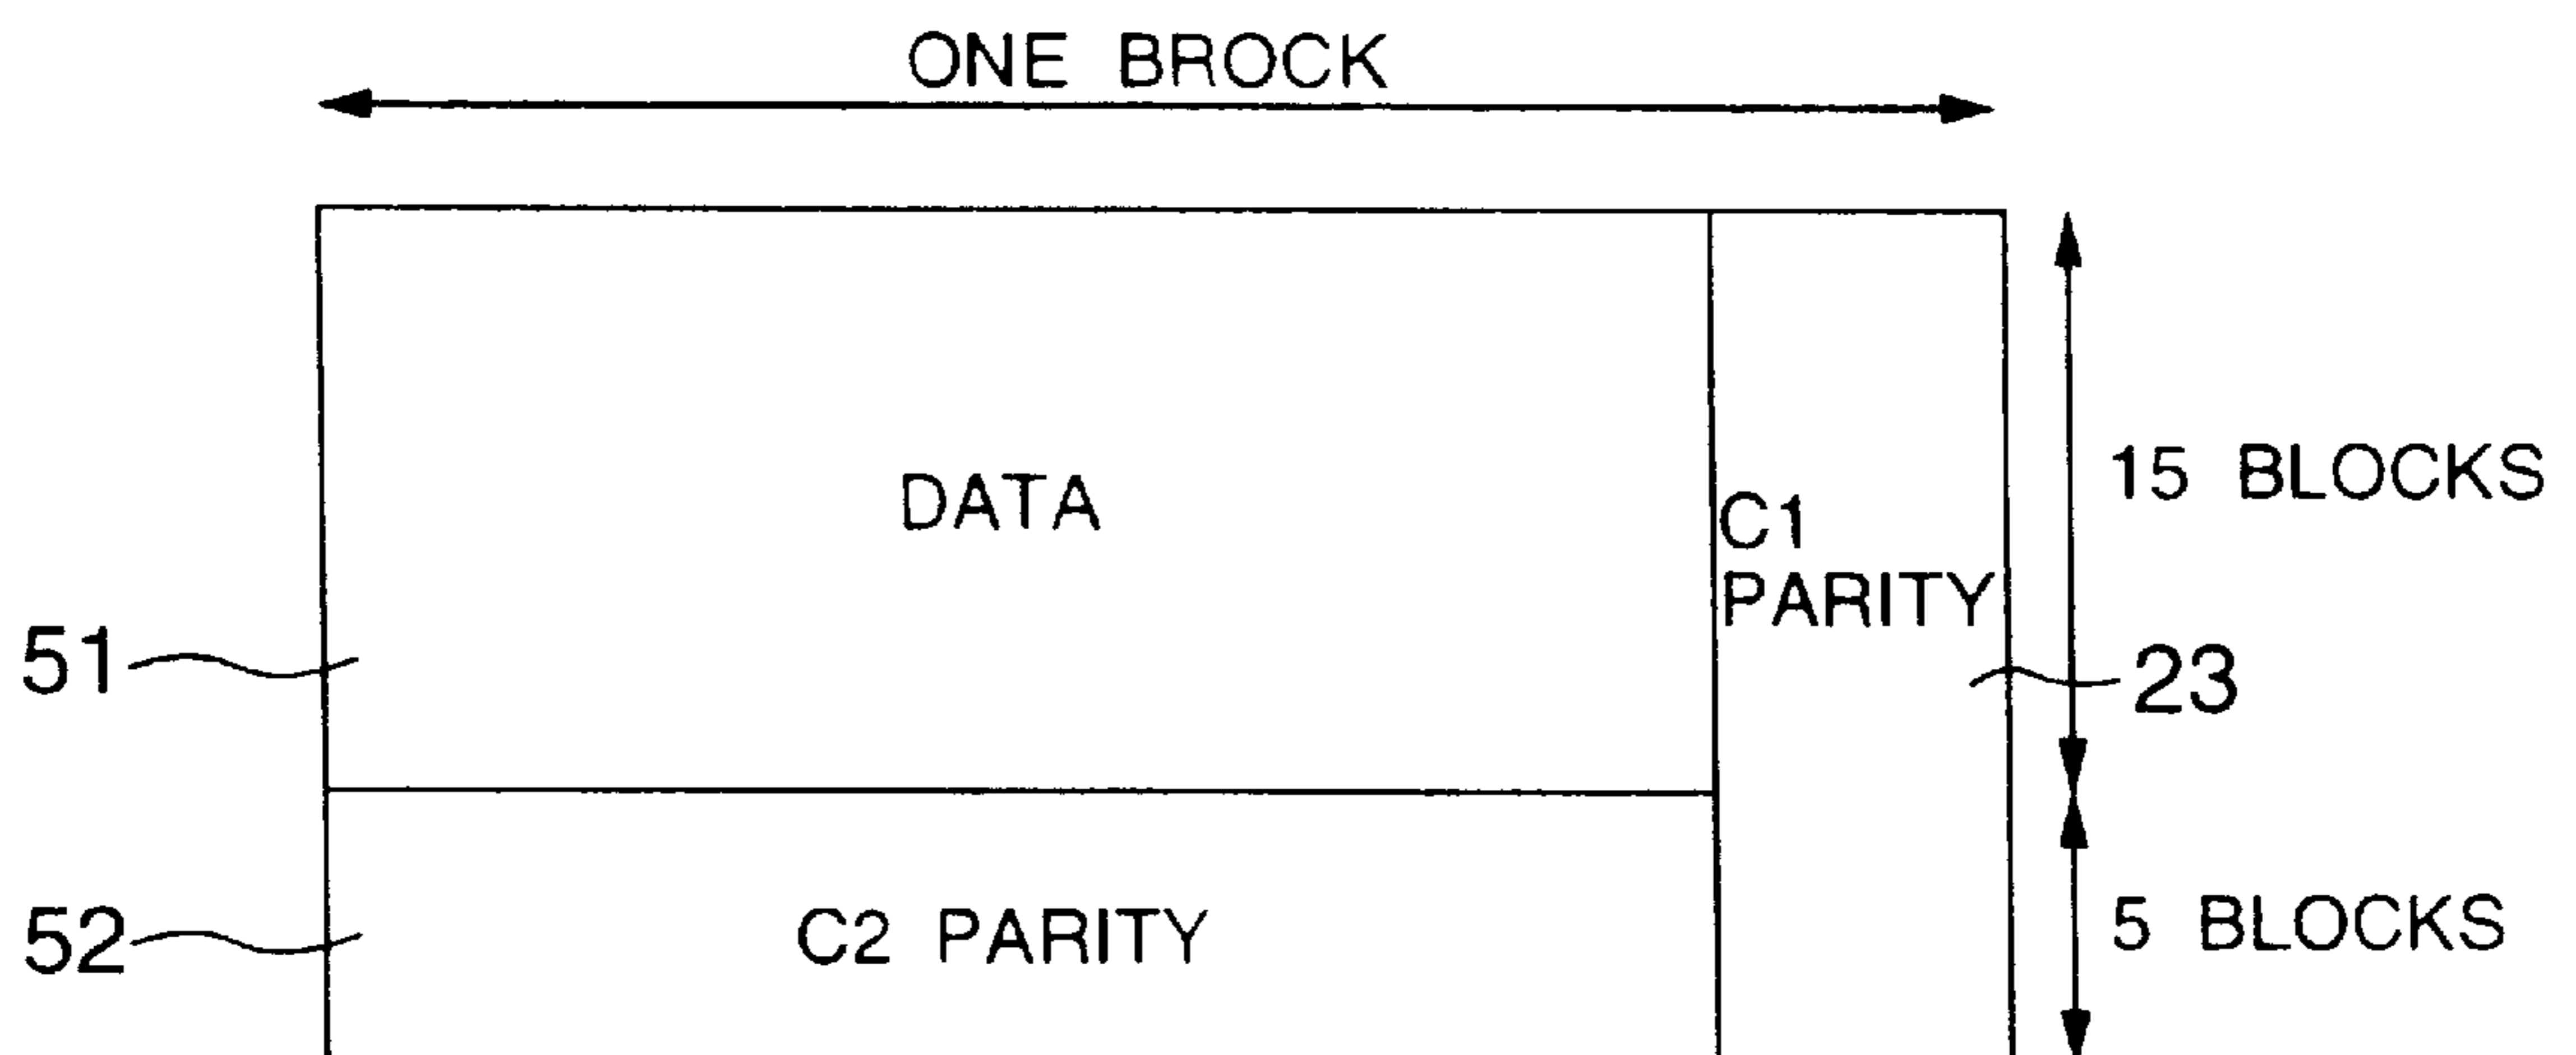 ONE BROCK
DATA
15 BLOCKS
C1
PARITY
51
23
52
C2 PARITY
5 BLOCKS